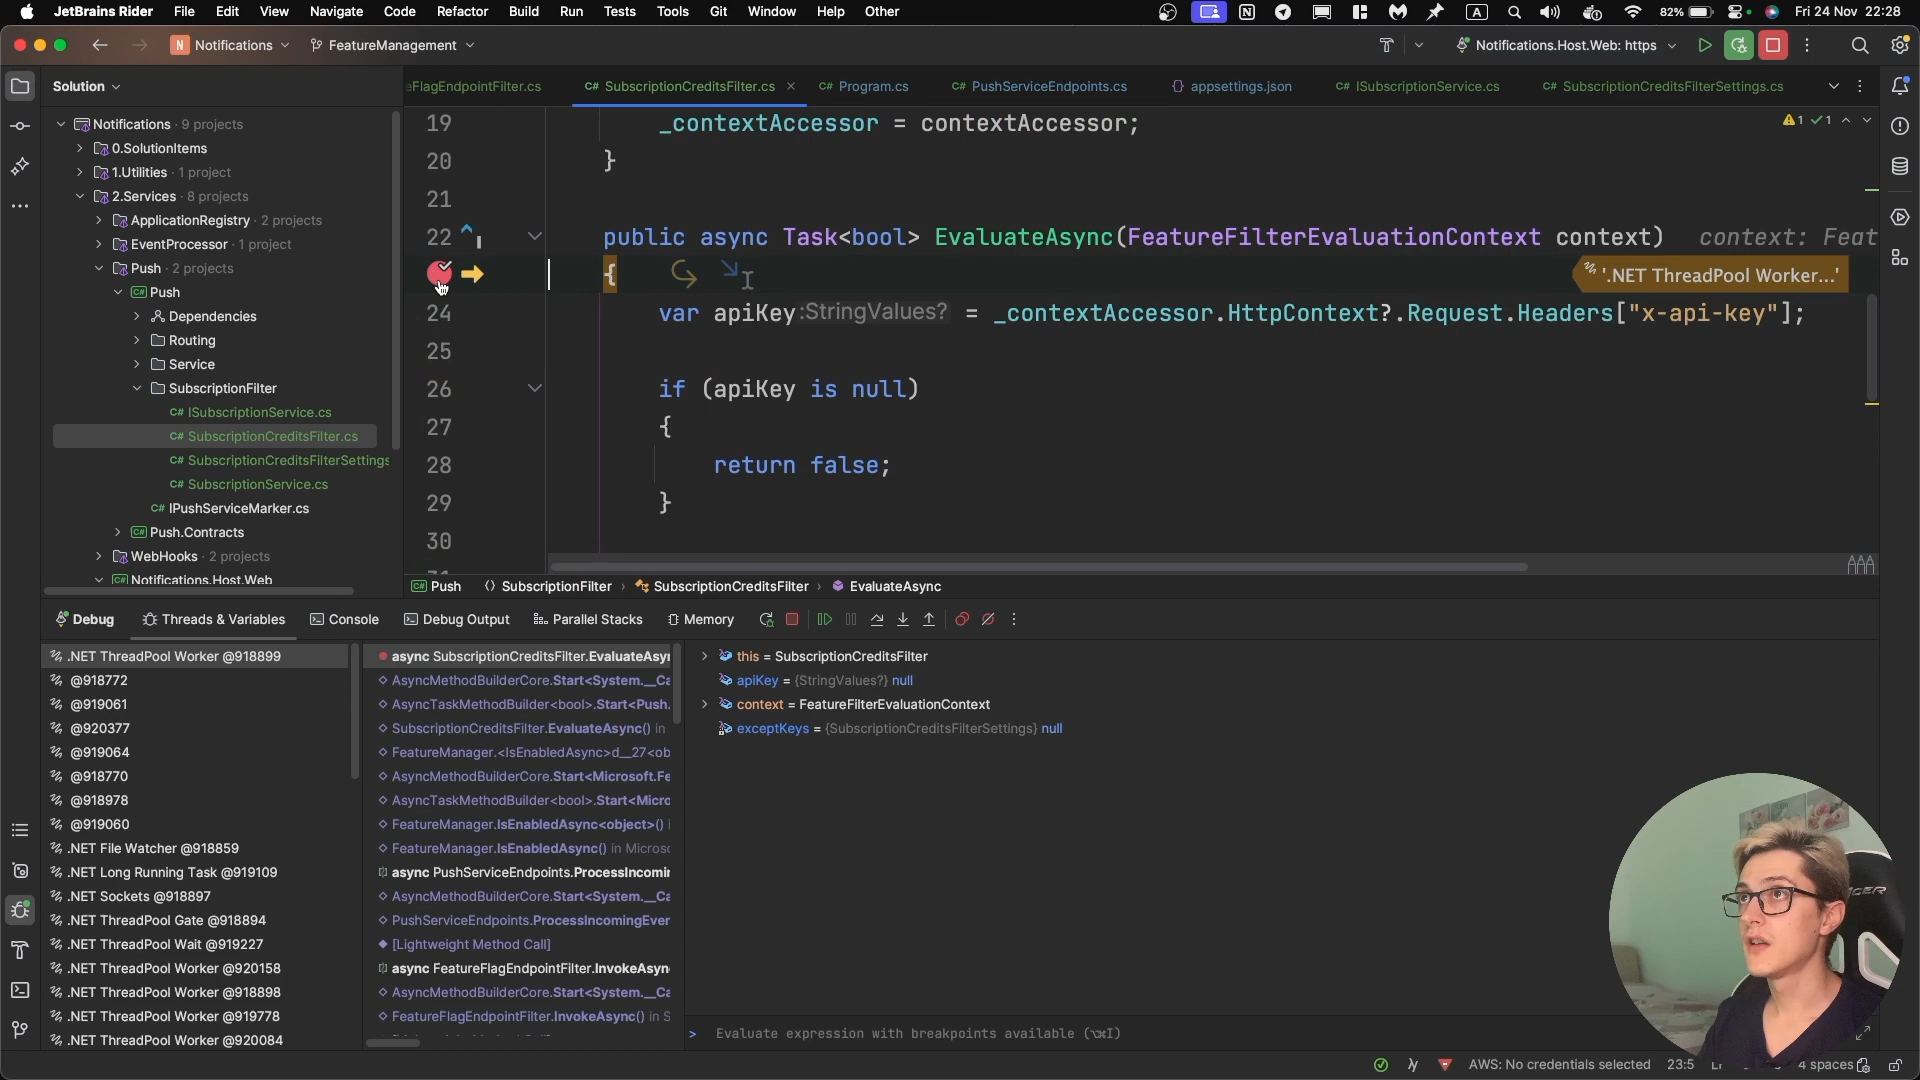 JetBrains Rider File Edit View Navigate Code Refactor Build Run Tests Tools Git Window Help Other A 82% Fri 24 Nov 22:28
N Notifications FeatureManagement Notifications.Host.Web: https
Solution
eFlagEndpointFilter.cs C# SubscriptionCreditsFilter.cs C# Program.cs C# PushServiceEndpoints.cs {} appsettings.json C# ISubscriptionService.cs C# SubscriptionCreditsFilterSettings.cs
Notifications · 9 projects
0.SolutionItems
1.Utilities · 1 project
2.Services · 8 projects
ApplicationRegistry · 2 projects
EventProcessor · 1 project
Push · 2 projects
C# Push
Dependencies
Routing
Service
SubscriptionFilter
C# ISubscriptionService.cs
C# SubscriptionCreditsFilter.cs
C# SubscriptionCreditsFilterSettings
C# SubscriptionService.cs
C# IPushServiceMarker.cs
C# Push.Contracts
WebHooks · 2 projects
C# Notifications.Host.Web
1 1
19 _contextAccessor = contextAccessor;
20 }
21
22 public async Task<bool> EvaluateAsync(FeatureFilterEvaluationContext context) context: Feat
{ '.NET ThreadPool Worker...'
24 var apiKey:StringValues? = _contextAccessor.HttpContext?.Request.Headers["x-api-key"];
25
26 if (apiKey is null)
27 {
28 return false;
29 }
30
C# Push SubscriptionFilter SubscriptionCreditsFilter EvaluateAsync
Debug Threads & Variables Console Debug Output Parallel Stacks Memory
.NET ThreadPool Worker @918899
@918772
@919061
@920377
@919064
@918770
@918978
@919060
.NET File Watcher @918859
.NET Long Running Task @919109
.NET Sockets @918897
.NET ThreadPool Gate @918894
.NET ThreadPool Wait @919227
.NET ThreadPool Worker @920158
.NET ThreadPool Worker @918898
.NET ThreadPool Worker @919778
.NET ThreadPool Worker @920084
async SubscriptionCreditsFilter.EvaluateAsyn
AsyncMethodBuilderCore.Start<System.__Ca
AsyncTaskMethodBuilder<bool>.Start<Push.
SubscriptionCreditsFilter.EvaluateAsync() in
FeatureManager.<IsEnabledAsync>d__27<ob
AsyncMethodBuilderCore.Start<Microsoft.Fe
AsyncTaskMethodBuilder<bool>.Start<Micro
FeatureManager.IsEnabledAsync<object>() i
FeatureManager.IsEnabledAsync() in Microso
async PushServiceEndpoints.ProcessIncomin
AsyncMethodBuilderCore.Start<System.__Ca
PushServiceEndpoints.ProcessIncomingEver
[Lightweight Method Call]
async FeatureFlagEndpointFilter.InvokeAsyn
AsyncMethodBuilderCore.Start<System.__Ca
FeatureFlagEndpointFilter.InvokeAsync() in S
this = SubscriptionCreditsFilter
apiKey = {StringValues?} null
context = FeatureFilterEvaluationContext
exceptKeys = {SubscriptionCreditsFilterSettings} null
> Evaluate expression with breakpoints available (⌥⌘I)
AWS: No credentials selected 23:5 4 spaces